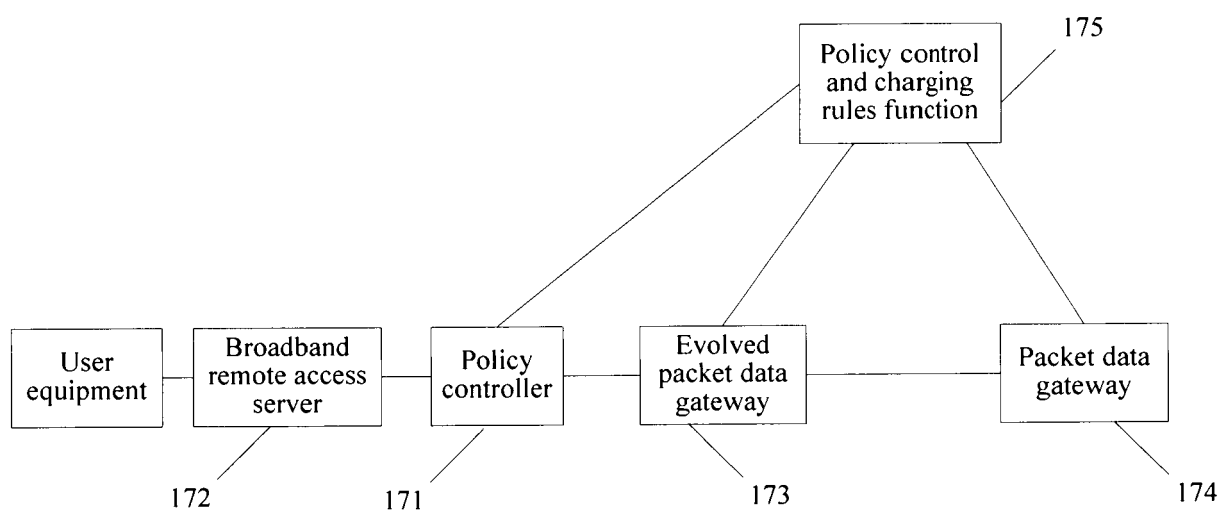 175
Policy control
and charging
rules function
User
equipment
Broadband
remote access
server
Policy
controller
Evolved
packet data
gateway
Packet data
gateway
172
171
173
174